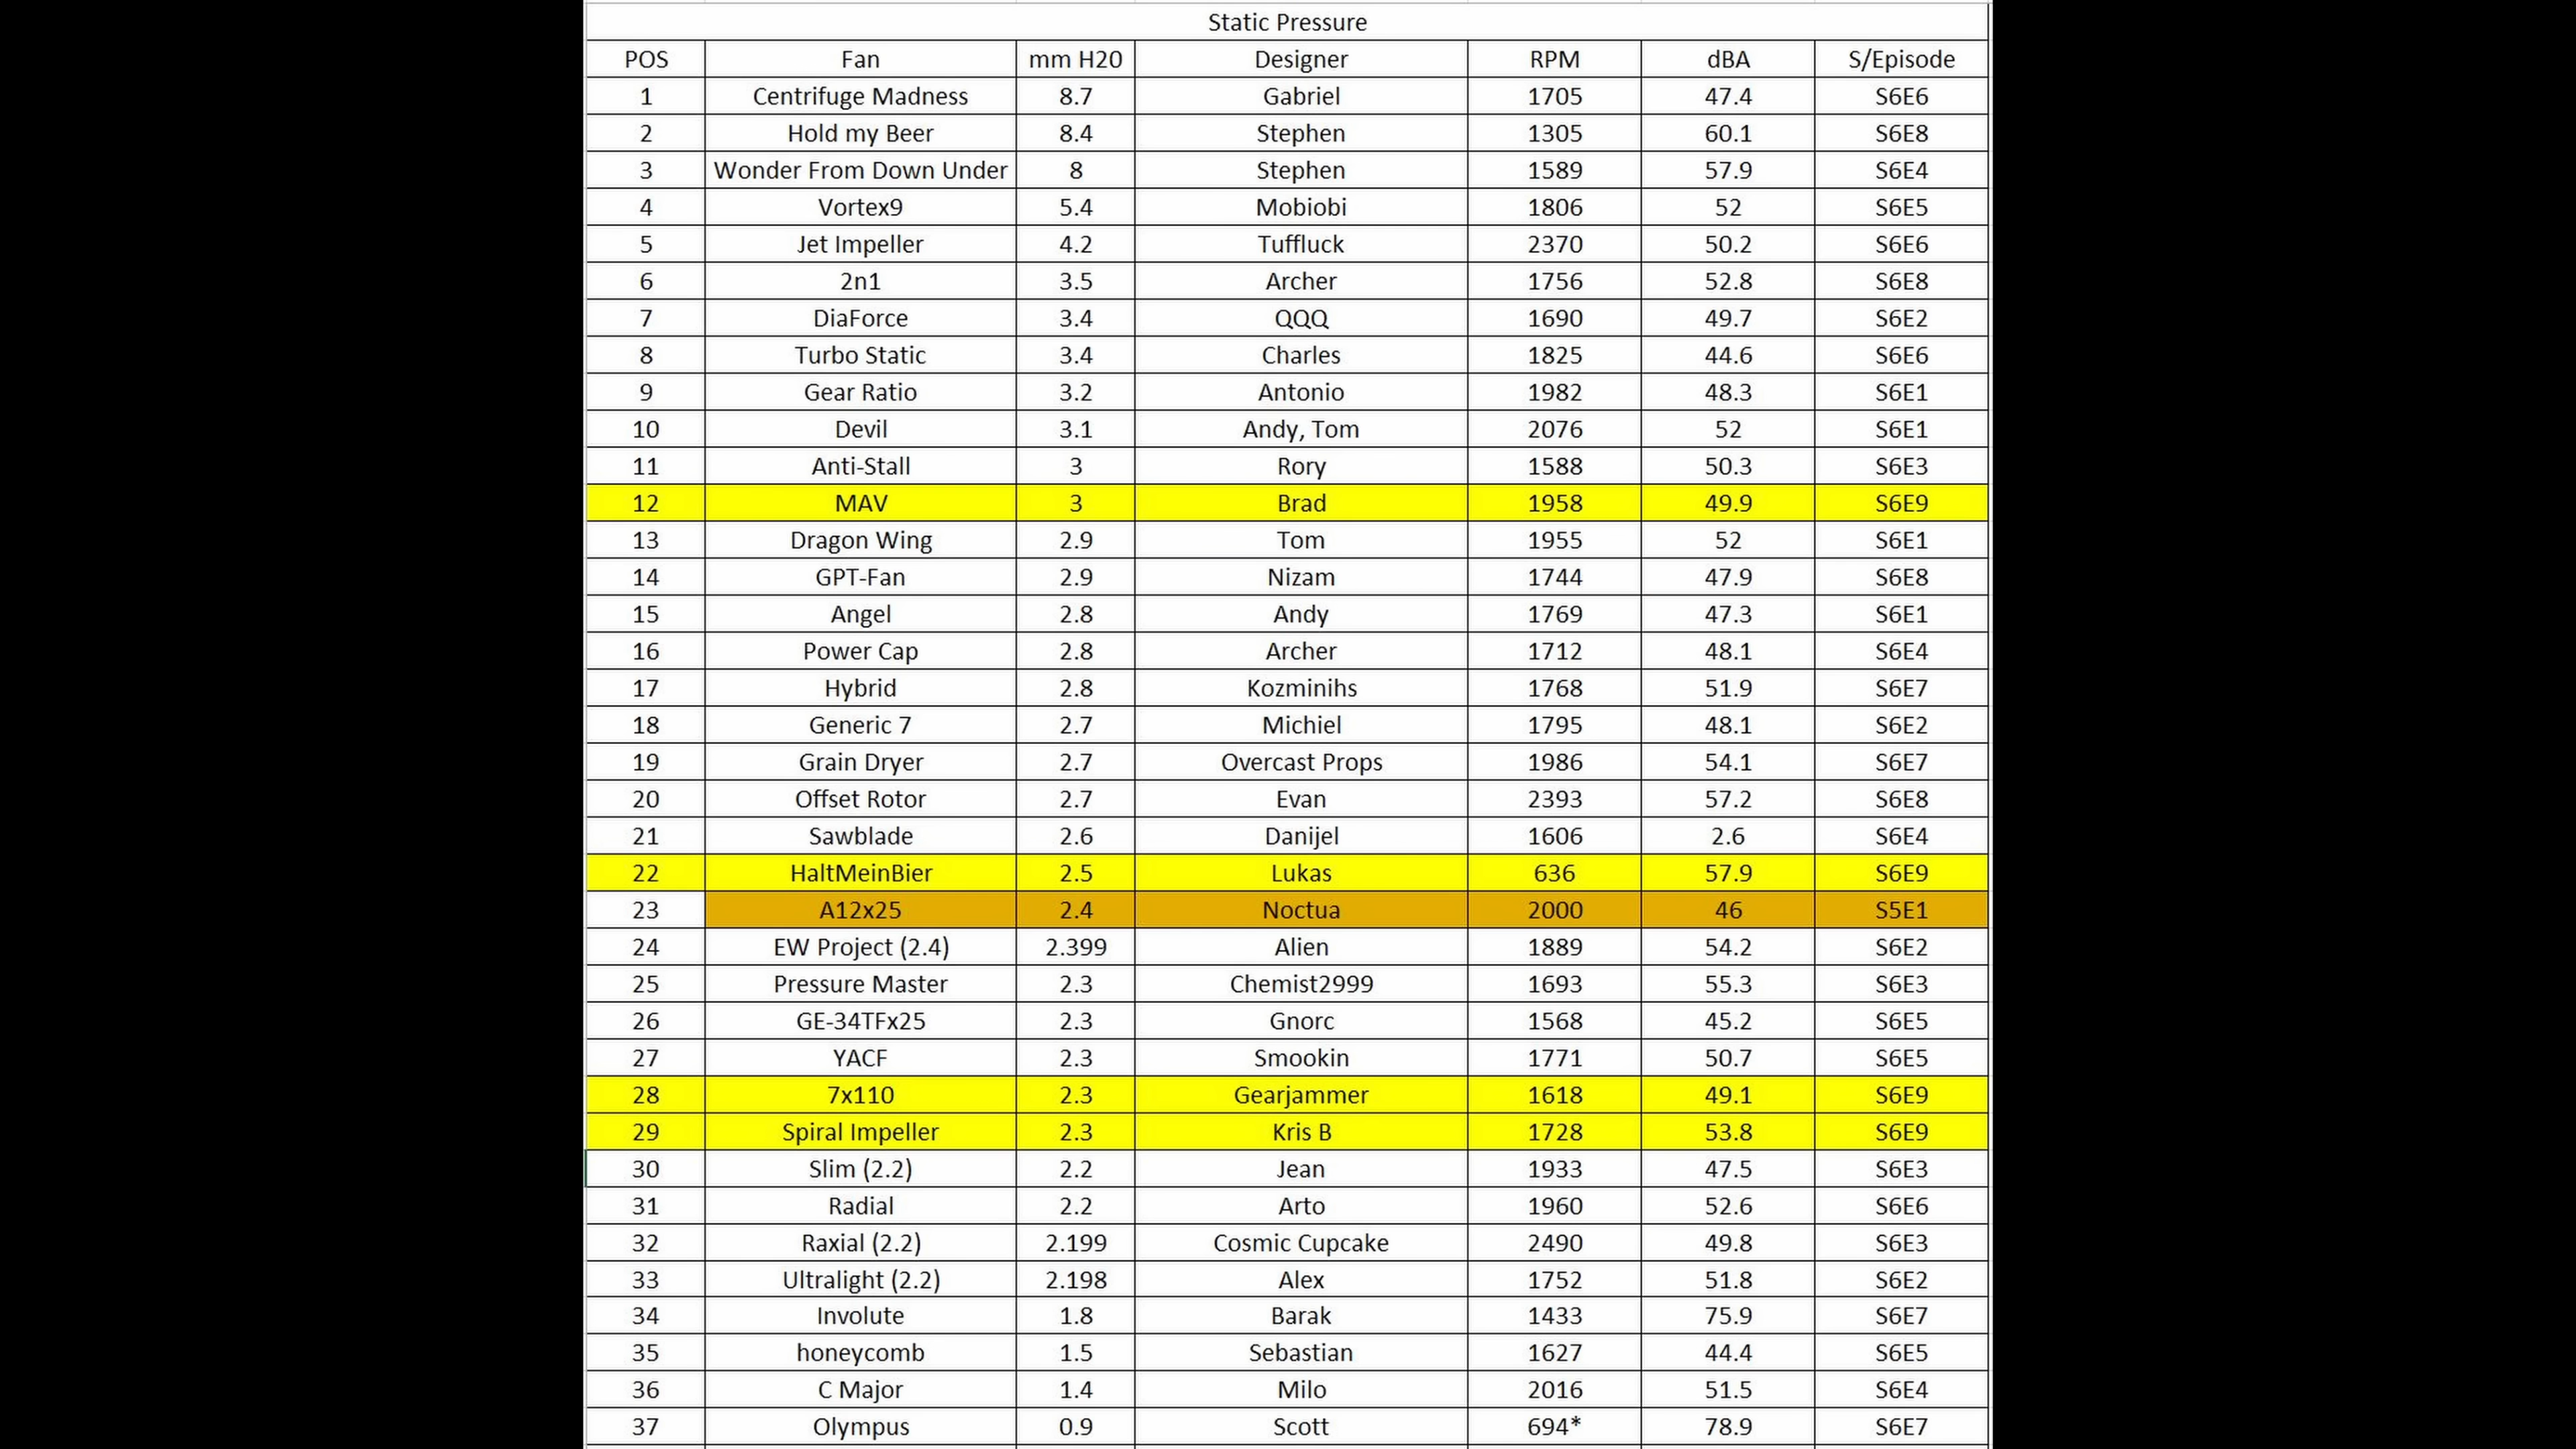 Static Pressure
POS Fan mm H20 Designer RPM dBA S/Episode
1 Centrifuge Madness 8.7 Gabriel 1705 47.4 S6E6
2 Hold my Beer 8.4 Stephen 1305 60.1 S6E8
3 Wonder From Down Under 8 Stephen 1589 57.9 S6E4
4 Vortex9 5.4 Mobiobi 1806 52 S6E5
5 Jet Impeller 4.2 Tuffluck 2370 50.2 S6E6
6 2n1 3.5 Archer 1756 52.8 S6E8
7 DiaForce 3.4 QQQ 1690 49.7 S6E2
8 Turbo Static 3.4 Charles 1825 44.6 S6E6
9 Gear Ratio 3.2 Antonio 1982 48.3 S6E1
10 Devil 3.1 Andy, Tom 2076 52 S6E1
11 Anti-Stall 3 Rory 1588 50.3 S6E3
12 MAV 3 Brad 1958 49.9 S6E9
13 Dragon Wing 2.9 Tom 1955 52 S6E1
14 GPT-Fan 2.9 Nizam 1744 47.9 S6E8
15 Angel 2.8 Andy 1769 47.3 S6E1
16 Power Cap 2.8 Archer 1712 48.1 S6E4
17 Hybrid 2.8 Kozminihs 1768 51.9 S6E7
18 Generic 7 2.7 Michiel 1795 48.1 S6E2
19 Grain Dryer 2.7 Overcast Props 1986 54.1 S6E7
20 Offset Rotor 2.7 Evan 2393 57.2 S6E8
21 Sawblade 2.6 Danijel 1606 2.6 S6E4
22 HaltMeinBier 2.5 Lukas 636 57.9 S6E9
23 A12x25 2.4 Noctua 2000 46 S5E1
24 EW Project (2.4) 2.399 Alien 1889 54.2 S6E2
25 Pressure Master 2.3 Chemist2999 1693 55.3 S6E3
26 GE-34TFx25 2.3 Gnorc 1568 45.2 S6E5
27 YACF 2.3 Smookin 1771 50.7 S6E5
28 7x110 2.3 Gearjammer 1618 49.1 S6E9
29 Spiral Impeller 2.3 Kris B 1728 53.8 S6E9
30 Slim (2.2) 2.2 Jean 1933 47.5 S6E3
31 Radial 2.2 Arto 1960 52.6 S6E6
32 Raxial (2.2) 2.199 Cosmic Cupcake 2490 49.8 S6E3
33 Ultralight (2.2) 2.198 Alex 1752 51.8 S6E2
34 Involute 1.8 Barak 1433 75.9 S6E7
35 honeycomb 1.5 Sebastian 1627 44.4 S6E5
36 C Major 1.4 Milo 2016 51.5 S6E4
37 Olympus 0.9 Scott 694* 78.9 S6E7